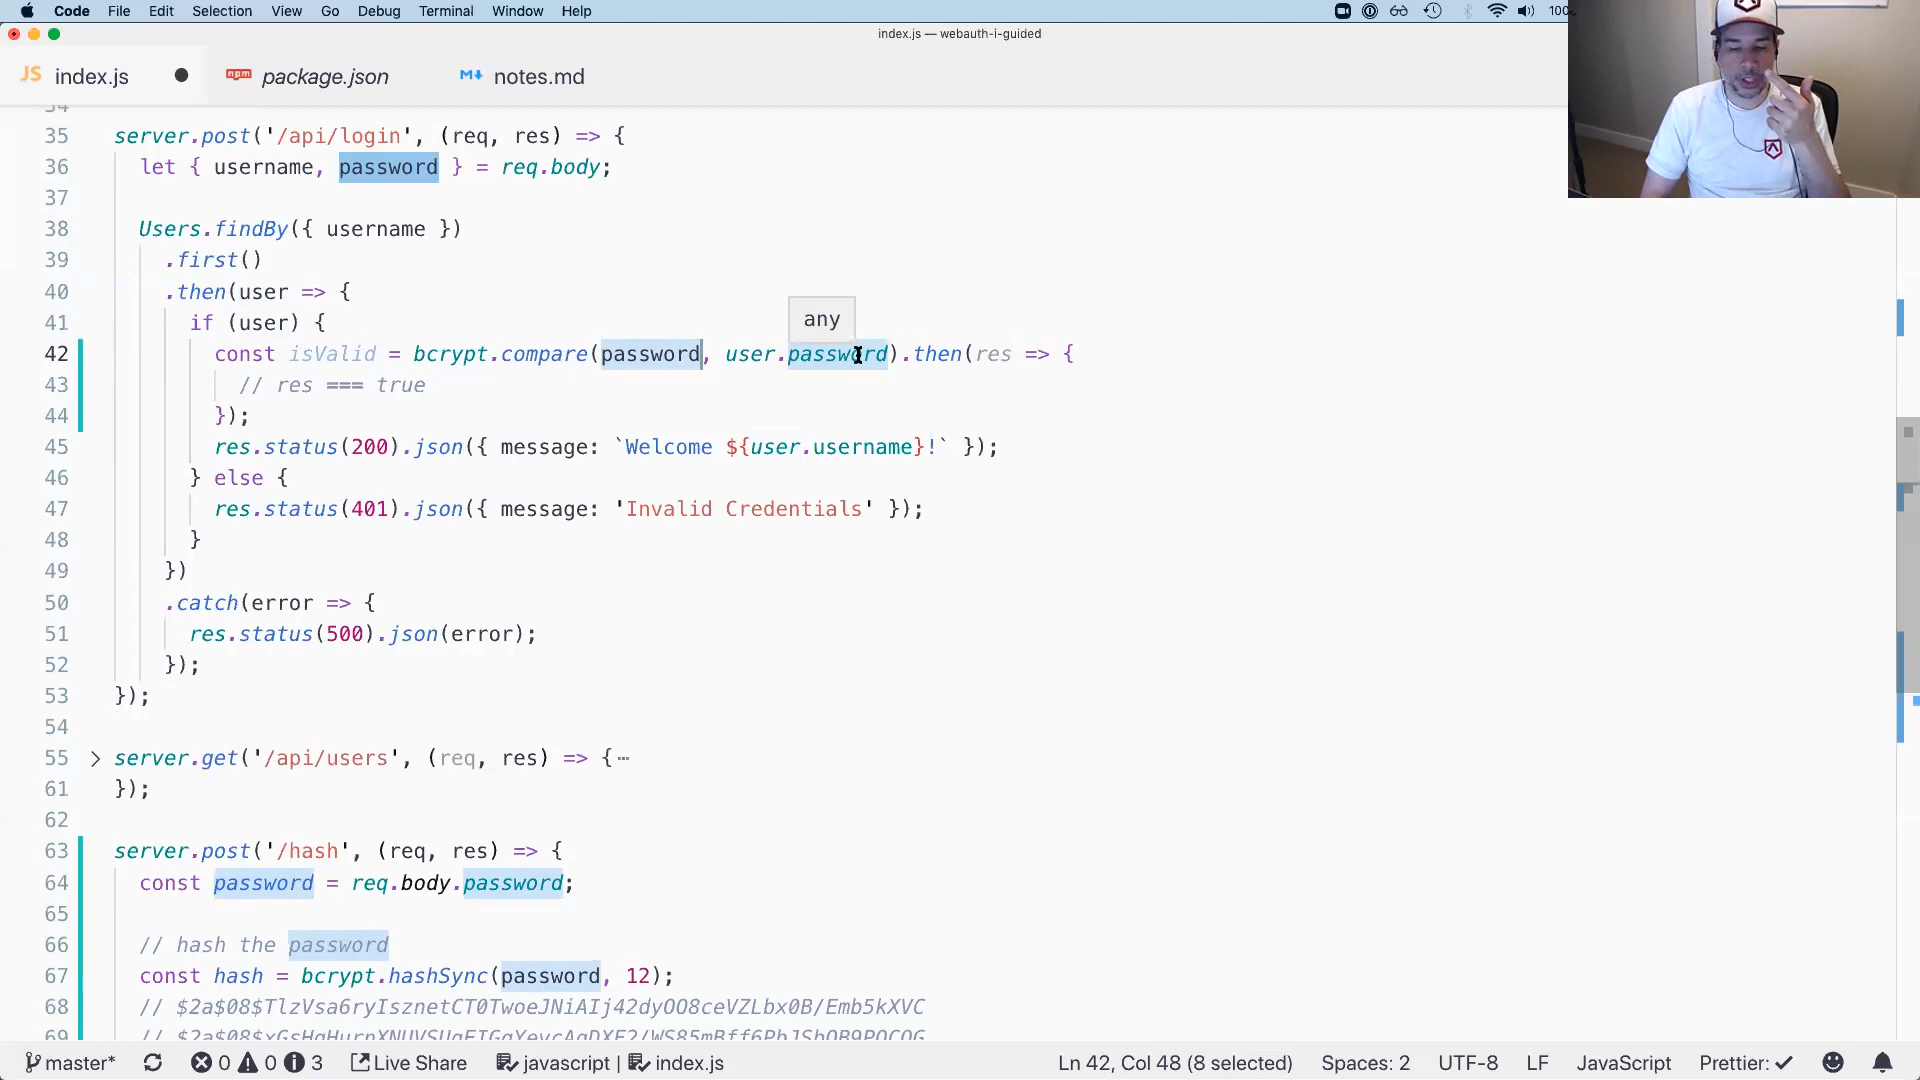 Code File Edit Selection View Go Debug Terminal Window Help
index.js — webauth-i-guided
JS index.js npm package.json M↓ notes.md
35 server.post('/api/login', (req, res) => {
36 let { username, password } = req.body;
37
38 Users.findBy({ username })
39 .first()
40 .then(user => {
41 if (user) {
any
42 const isValid = bcrypt.compare(password, user.password).then(res => {
43 // res === true
44 });
45 res.status(200).json({ message: `Welcome ${user.username}!` });
46 } else {
47 res.status(401).json({ message: 'Invalid Credentials' });
48 }
49 })
50 .catch(error => {
51 res.status(500).json(error);
52 });
53 });
54
55 server.get('/api/users', (req, res) => {⋯
61 });
62
63 server.post('/hash', (req, res) => {
64 const password = req.body.password;
65
66 // hash the password
67 const hash = bcrypt.hashSync(password, 12);
68 // $2a$08$TlzVsa6ryIsznetCT0TwoeJNiAIj42dyOO8ceVZLbx0B/Emb5kXVC
69
master* 0 0 3 Live Share javascript | index.js Ln 42, Col 48 (8 selected) Spaces: 2 UTF-8 LF JavaScript Prettier: ✓